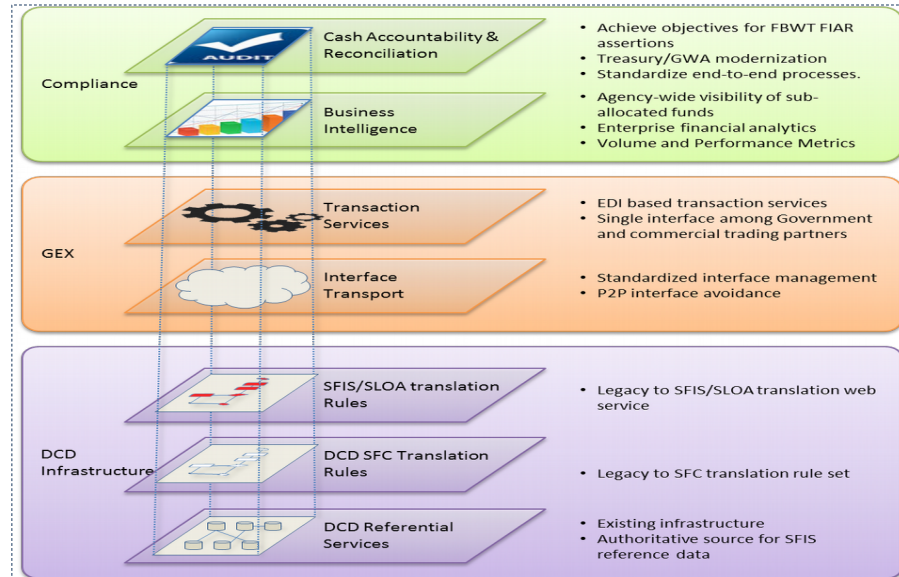 Compliance
AUDIT
Cash Accountability &
Reconciliation
• Achieve objectives for FBWT FIAR
assertions
• Treasury/GWA modernization
• Standardize end-to-end processes.
Business
Intelligence
• Agency-wide visibility of sub-
allocated funds
• Enterprise financial analytics
• Volume and Performance Metrics
GEX
Transaction
Services
• EDI based transaction services
• Single interface among Government
and commercial trading partners
Interface
Transport
• Standardized interface management
• P2P interface avoidance
DCD
Infrastructure
SFIS/SLOA translation
Rules
• Legacy to SFIS/SLOA translation web
service
DCD SFC Translation
Rules
• Legacy to SFC translation rule set
DCD Referential
Services
• Existing infrastructure
• Authoritative source for SFIS
reference data